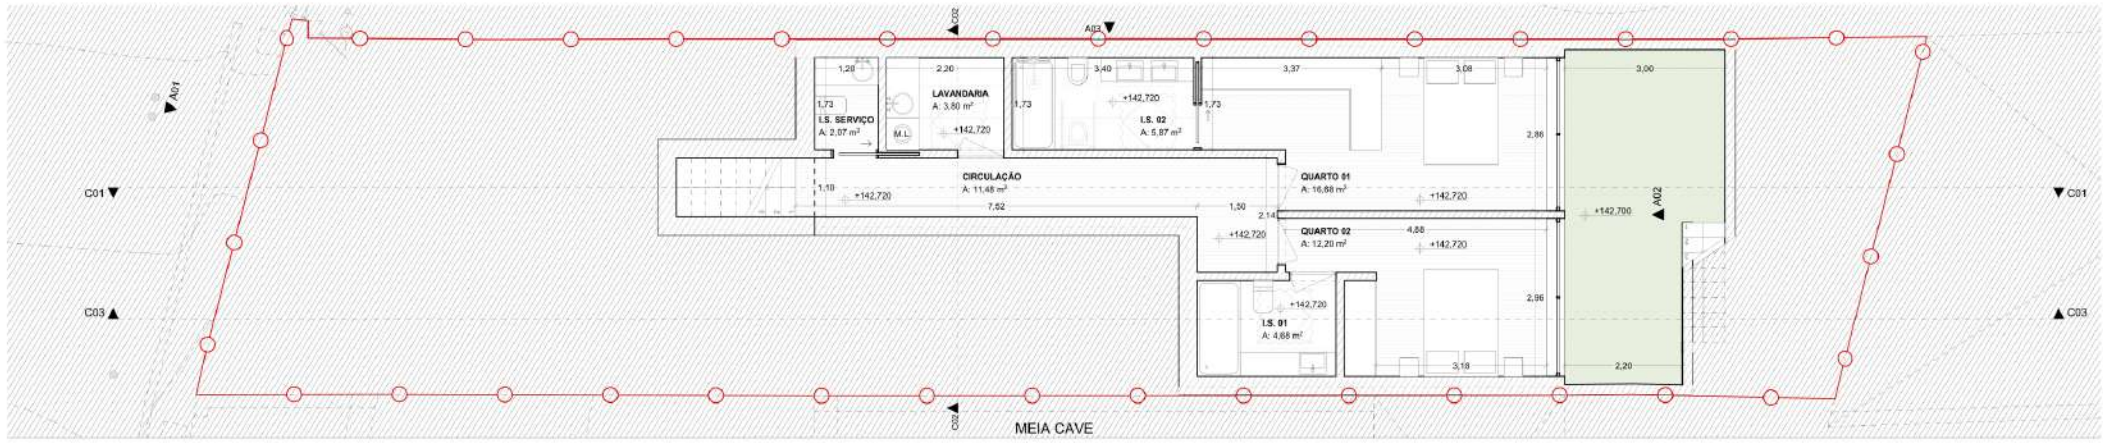 C02
A03
A01
1,20
2,20
3,40
3,37
3,08
3,00
LAVANDARIA
A: 3,80 m²
1,73
I.S. SERVIÇO
A: 2,07 m²
M.L.
+142,720
1,73
+142,720
I.S. 02
A: 5,87 m²
1,73
2,86
C01
CIRCULAÇÃO
A: 11,48 m²
1,10
+142,720
7,52
1,50
2,14
+142,720
QUARTO 01
A: 16,88 m²
+142,720
+142,700
A02
C01
QUARTO 02
A: 12,20 m²
4,88
+142,720
2,96
C03
+142,720
I.S. 01
A: 4,68 m²
3,18
2,20
C03
C02
MEIA CAVE